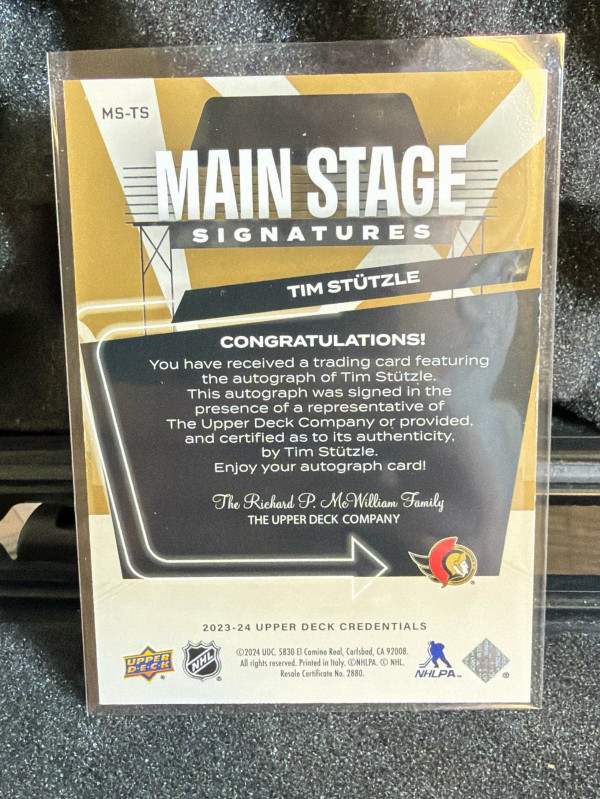 MS-TS
MAIN STAGE
SIGNATURES
TIM STÜTZLE
CONGRATULATIONS!
You have received a trading card featuring
the autograph of Tim Stützle.
This autograph was signed in the
presence of a representative of
The Upper Deck Company or provided,
and certified as to its authenticity,
by Tim Stützle.
Enjoy your autograph card!
The Richard P. McWilliam Family
THE UPPER DECK COMPANY
2023-24 UPPER DECK CREDENTIALS
UPPER
DECK
NHL
©2024 UDC. 5830 El Camino Real, Carlsbad, CA 92008.
All rights reserved. Printed in Italy. ©NHLPA. © NHL.
Resale Certificate No. 2880.
NHLPA™
®